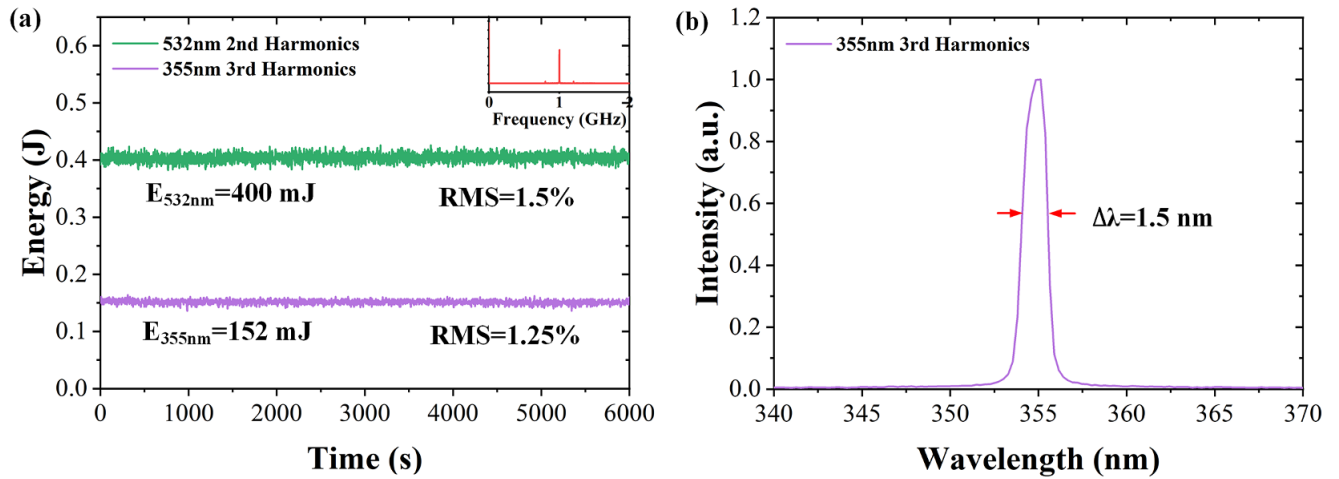 (a)
532nm 2nd Harmonics
355nm 3rd Harmonics
0.6
0.5
0.4
0.3
0.2
0.1
0.0
Energy (J)
0 1 2
Frequency (GHz)
E532nm=400 mJ RMS=1.5%
E355nm=152 mJ RMS=1.25%
0 1000 2000 3000 4000 5000 6000
Time (s)
(b)
355nm 3rd Harmonics
1.2
1.0
0.8
0.6
0.4
0.2
0.0
Intensity (a.u.)
Δλ=1.5 nm
340 345 350 355 360 365 370
Wavelength (nm)